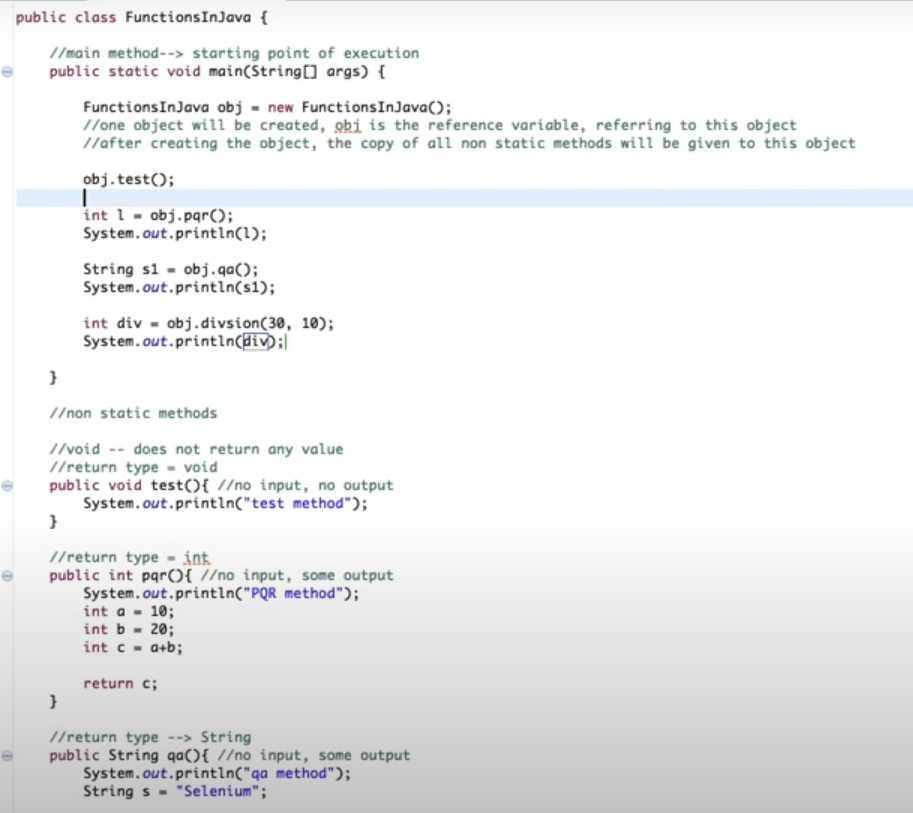 public class FunctionsInJava {
//main method--> starting point of execution
public static void main(String[] args) {
FunctionsInJava obj = new FunctionsInJava();
//one object will be created, obj is the reference variable, referring to this object
//after creating the object, the copy of all non static methods will be given to this object
obj.test();
int l = obj.pqr();
System.out.println(l);
String s1 = obj.qa();
System.out.println(s1);
int div = obj.divsion(30, 10);
System.out.println(div);
}
//non static methods
//void -- does not return any value
//return type = void
public void test(){ //no input, no output
System.out.println("test method");
}
//return type = int
public int pqr(){ //no input, some output
System.out.println("PQR method");
int a = 10;
int b = 20;
int c = a+b;
return c;
}
//return type --> String
public String qa(){ //no input, some output
System.out.println("qa method");
String s = "Selenium";